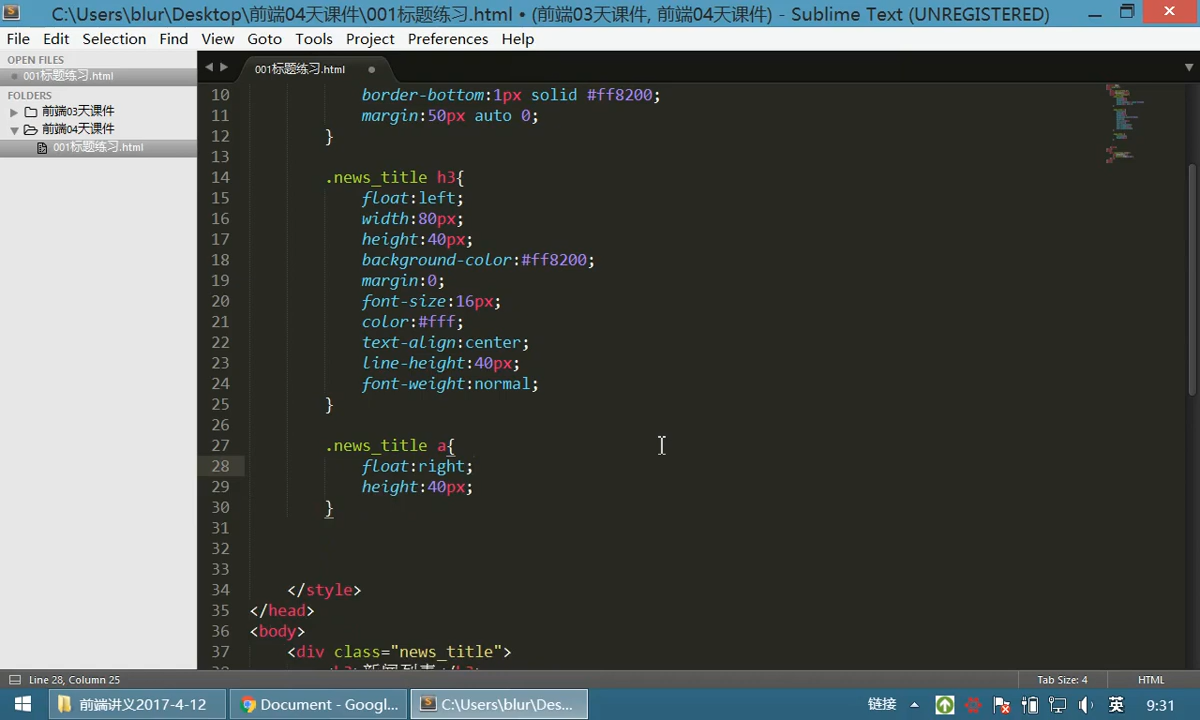 C:\Users\blur\Desktop\前端04天课件\001标题练习.html • (前端03天课件, 前端04天课件) - Sublime Text (UNREGISTERED)
File Edit Selection Find View Goto Tools Project Preferences Help
OPEN FILES
001标题练习.html
FOLDERS
前端03天课件
前端04天课件
001标题练习.html
001标题练习.html
10 border-bottom:1px solid #ff8200;
11 margin:50px auto 0;
12 }
13
14 .news_title h3{
15 float:left;
16 width:80px;
17 height:40px;
18 background-color:#ff8200;
19 margin:0;
20 font-size:16px;
21 color:#fff;
22 text-align:center;
23 line-height:40px;
24 font-weight:normal;
25 }
26
27 .news_title a{
28 float:right;
29 height:40px;
30 }
31
32
33
34 </style>
35 </head>
36 <body>
37 <div class="news_title">
Line 28, Column 25
Tab Size: 4
HTML
前端讲义2017-4-12
Document - Googl...
C:\Users\blur\Des...
链接
英
9:31